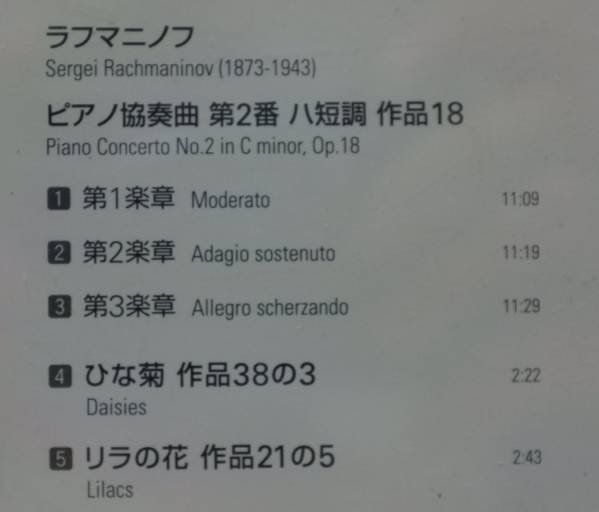 ラフマニノフ
Sergei Rachmaninov (1873-1943)
ピアノ協奏曲 第2番 ハ短調 作品18
Piano Concerto No.2 in C minor, Op.18
1 第1楽章 Moderato 11:09
2 第2楽章 Adagio sostenuto 11:19
3 第3楽章 Allegro scherzando 11:29
4 ひな菊 作品38の3 2:22
Daisies
5 リラの花 作品21の5 2:43
Lilacs